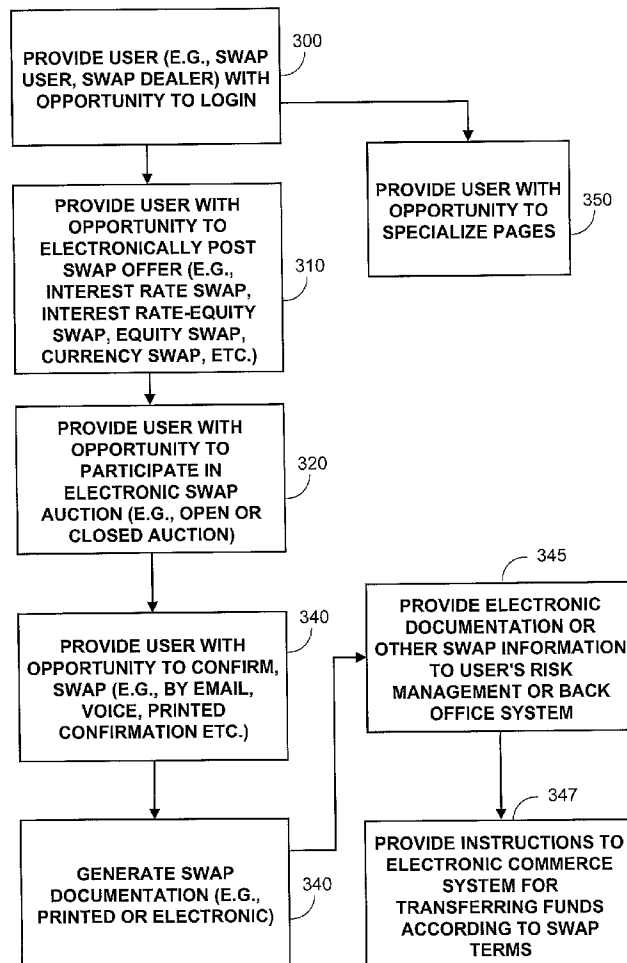 300
PROVIDE USER (E.G., SWAP
USER, SWAP DEALER) WITH
OPPORTUNITY TO LOGIN
PROVIDE USER WITH
OPPORTUNITY TO
SPECIALIZE PAGES
350
PROVIDE USER WITH
OPPORTUNITY TO
ELECTRONICALLY POST
SWAP OFFER (E.G.,
INTEREST RATE SWAP,
INTEREST RATE-EQUITY
SWAP, EQUITY SWAP,
CURRENCY SWAP, ETC.)
310
PROVIDE USER WITH
OPPORTUNITY TO
PARTICIPATE IN
ELECTRONIC SWAP
AUCTION (E.G., OPEN OR
CLOSED AUCTION)
320
340
PROVIDE USER WITH
OPPORTUNITY TO CONFIRM,
SWAP (E.G., BY EMAIL,
VOICE, PRINTED
CONFIRMATION ETC.)
GENERATE SWAP
DOCUMENTATION (E.G.,
PRINTED OR ELECTRONIC)
340
345
PROVIDE ELECTRONIC
DOCUMENTATION OR
OTHER SWAP INFORMATION
TO USER'S RISK
MANAGEMENT OR BACK
OFFICE SYSTEM
347
PROVIDE INSTRUCTIONS TO
ELECTRONIC COMMERCE
SYSTEM FOR
TRANSFERRING FUNDS
ACCORDING TO SWAP
TERMS